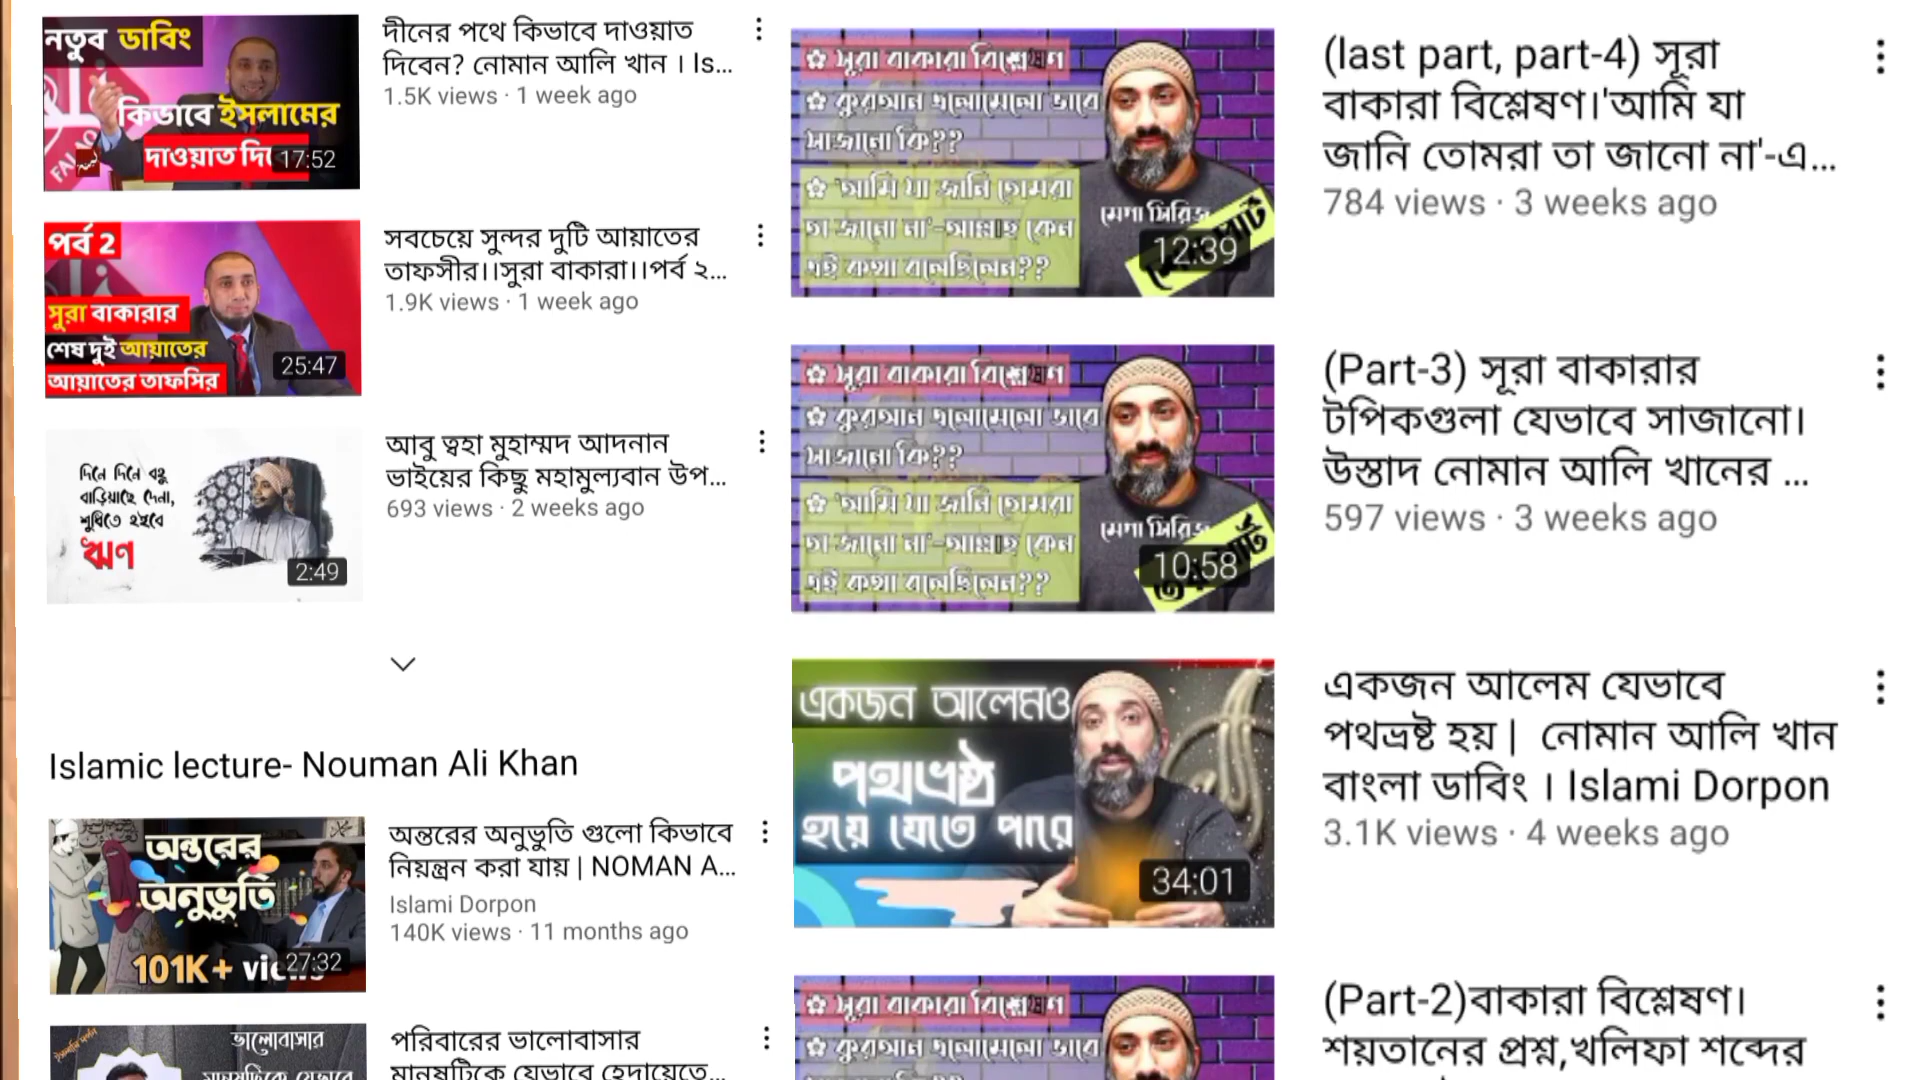 নতুব ডাবিং
কিভাবে ইসলামের
দাওয়াত দি
17:52
দীনের পথে কিভাবে দাওয়াত
দিবেন? নোমান আলি খান । Is...
1.5K views · 1 week ago
পর্ব 2
সুরা বাকারার
শেষ দুই আয়াতের
আয়াতের তাফসির
25:47
সবচেয়ে সুন্দর দুটি আয়াতের
তাফসীর।।সুরা বাকারা।।পর্ব ২...
1.9K views · 1 week ago
দিনে দিনে বহু
বাড়িয়াছে দেনা,
শুধিতে হইবে
ঋণ
2:49
আবু ত্বহা মুহাম্মদ আদনান
ভাইয়ের কিছু মহামুল্যবান উপ...
693 views · 2 weeks ago
Islamic lecture- Nouman Ali Khan
অন্তরের
অনুভুতি
101K+
27:32
অন্তরের অনুভুতি গুলো কিভাবে
নিয়ন্ত্রন করা যায় | NOMAN A...
Islami Dorpon
140K views · 11 months ago
ভালোবাসার
মানুষটিকে যেভাবে
পরিবারের ভালোবাসার
মানুষটিকে যেভাবে হেদায়েতে...
সূরা বাকারা বিশ্লেষণ
কুরআন এলোমেলো ভাবে
সাজানো কি??
'আমি যা জানি তোমরা
তা জানো না'-আল্লাহ কেন
এই কথা বলেছিলেন??
মেগা সিরিজ
12:39
(last part, part-4) সূরা
বাকারা বিশ্লেষণ।'আমি যা
জানি তোমরা তা জানো না'-এ...
784 views · 3 weeks ago
সূরা বাকারা বিশ্লেষণ
কুরআন এলোমেলো ভাবে
সাজানো কি??
'আমি যা জানি তোমরা
তা জানো না'-আল্লাহ কেন
এই কথা বলেছিলেন??
মেগা সিরিজ
10:58
(Part-3) সূরা বাকারার
টপিকগুলা যেভাবে সাজানো।
উস্তাদ নোমান আলি খানের ...
597 views · 3 weeks ago
একজন আলেমও
পথভ্রষ্ঠ
হয়ে যেতে পারে
34:01
একজন আলেম যেভাবে
পথভ্রষ্ট হয় | নোমান আলি খান
বাংলা ডাবিং । Islami Dorpon
3.1K views · 4 weeks ago
সূরা বাকারা বিশ্লেষণ
কুরআন এলোমেলো ভাবে
(Part-2)বাকারা বিশ্লেষণ।
শয়তানের প্রশ্ন,খলিফা শব্দের